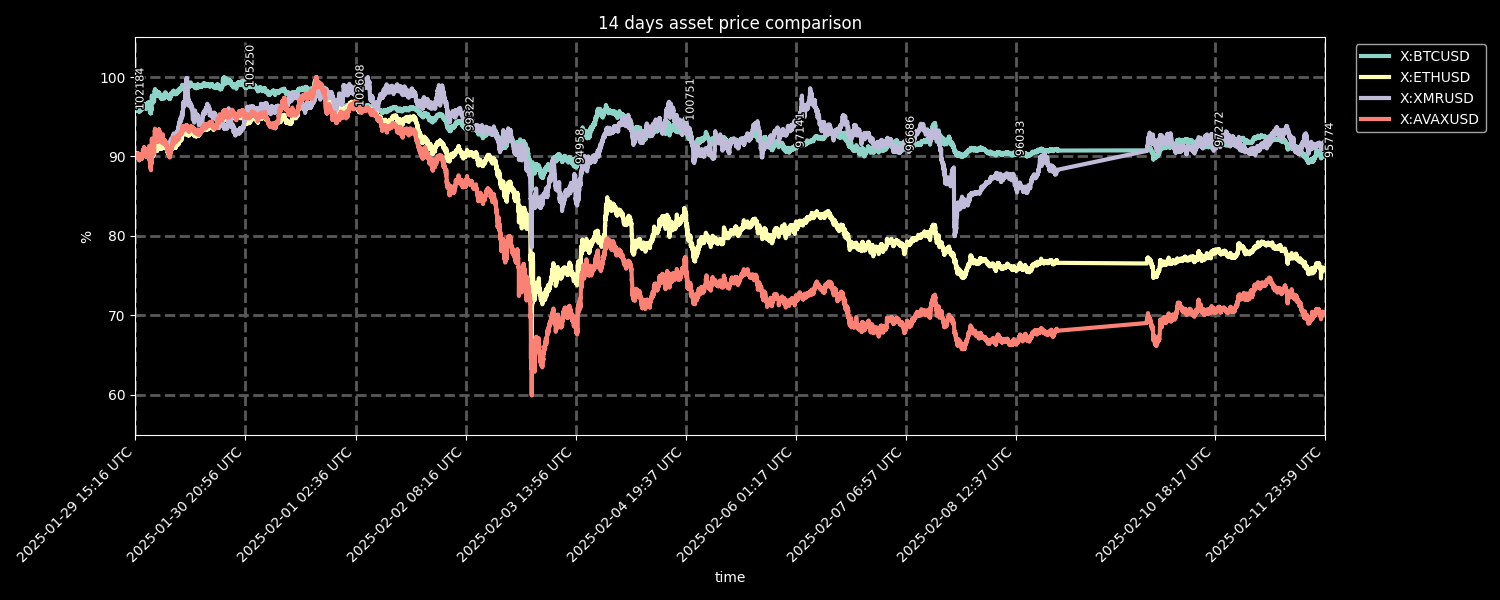 14 days asset price comparison
X:BTCUSD
X:ETHUSD
X:XMRUSD
X:AVAXUSD
100
90
80
70
60
%
102184
105250
102608
99322
94958
100751
96686
96033
97272
95774
2025-01-29 15:16 UTC
2025-01-30 20:56 UTC
2025-02-01 02:36 UTC
2025-02-02 08:16 UTC
2025-02-03 13:56 UTC
2025-02-04 19:37 UTC
2025-02-06 01:17 UTC
2025-02-07 06:57 UTC
2025-02-08 12:37 UTC
2025-02-10 18:17 UTC
2025-02-11 23:59 UTC
time